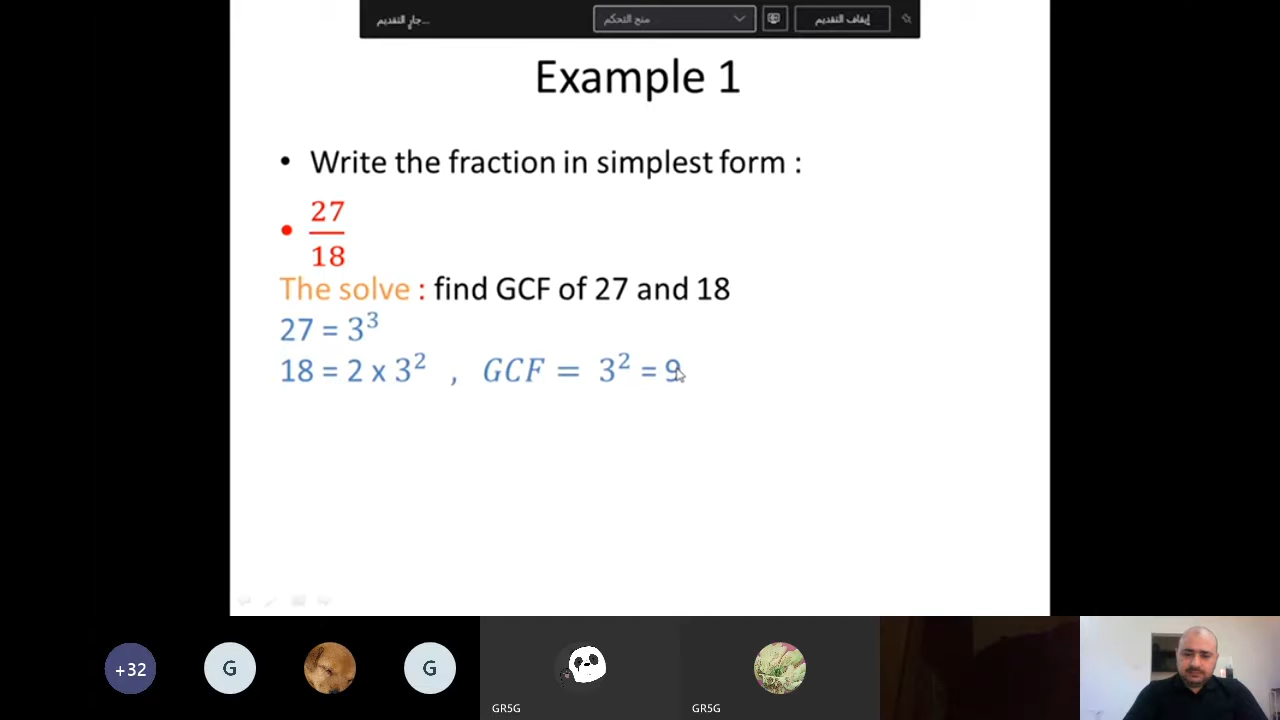 جارٍ التقديم...
منح التحكم
إيقاف التقديم
Example 1
• Write the fraction in simplest form :
• 27/18
The solve : find GCF of 27 and 18
27 = 3³
18 = 2 x 3² , GCF = 3² = 9
+32
G
G
GR5G
GR5G